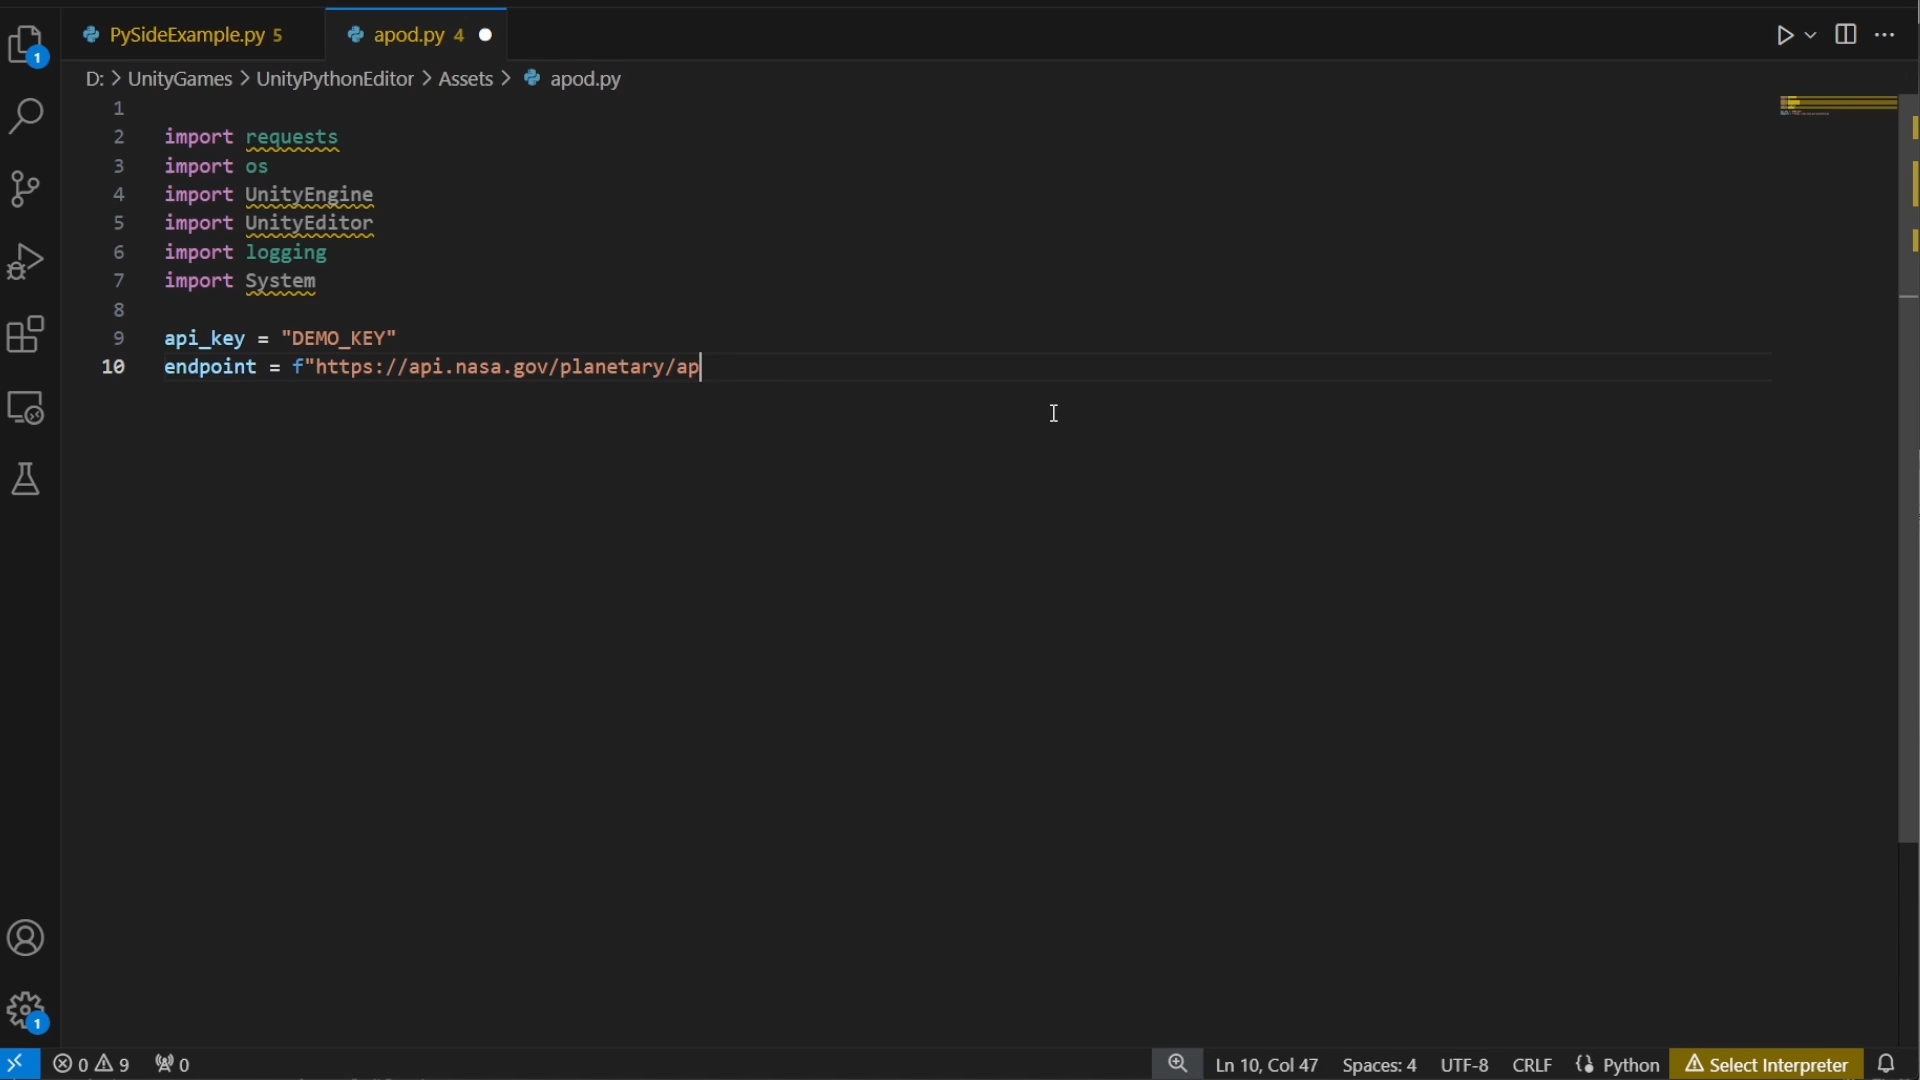 PySideExample.py 5
apod.py 4
D: > UnityGames > UnityPythonEditor > Assets > apod.py
1
2 import requests
3 import os
4 import UnityEngine
5 import UnityEditor
6 import logging
7 import System
8
9 api_key = "DEMO_KEY"
10 endpoint = f"https://api.nasa.gov/planetary/ap
1
1
0 9 0 Ln 10, Col 47 Spaces: 4 UTF-8 CRLF Python Select Interpreter